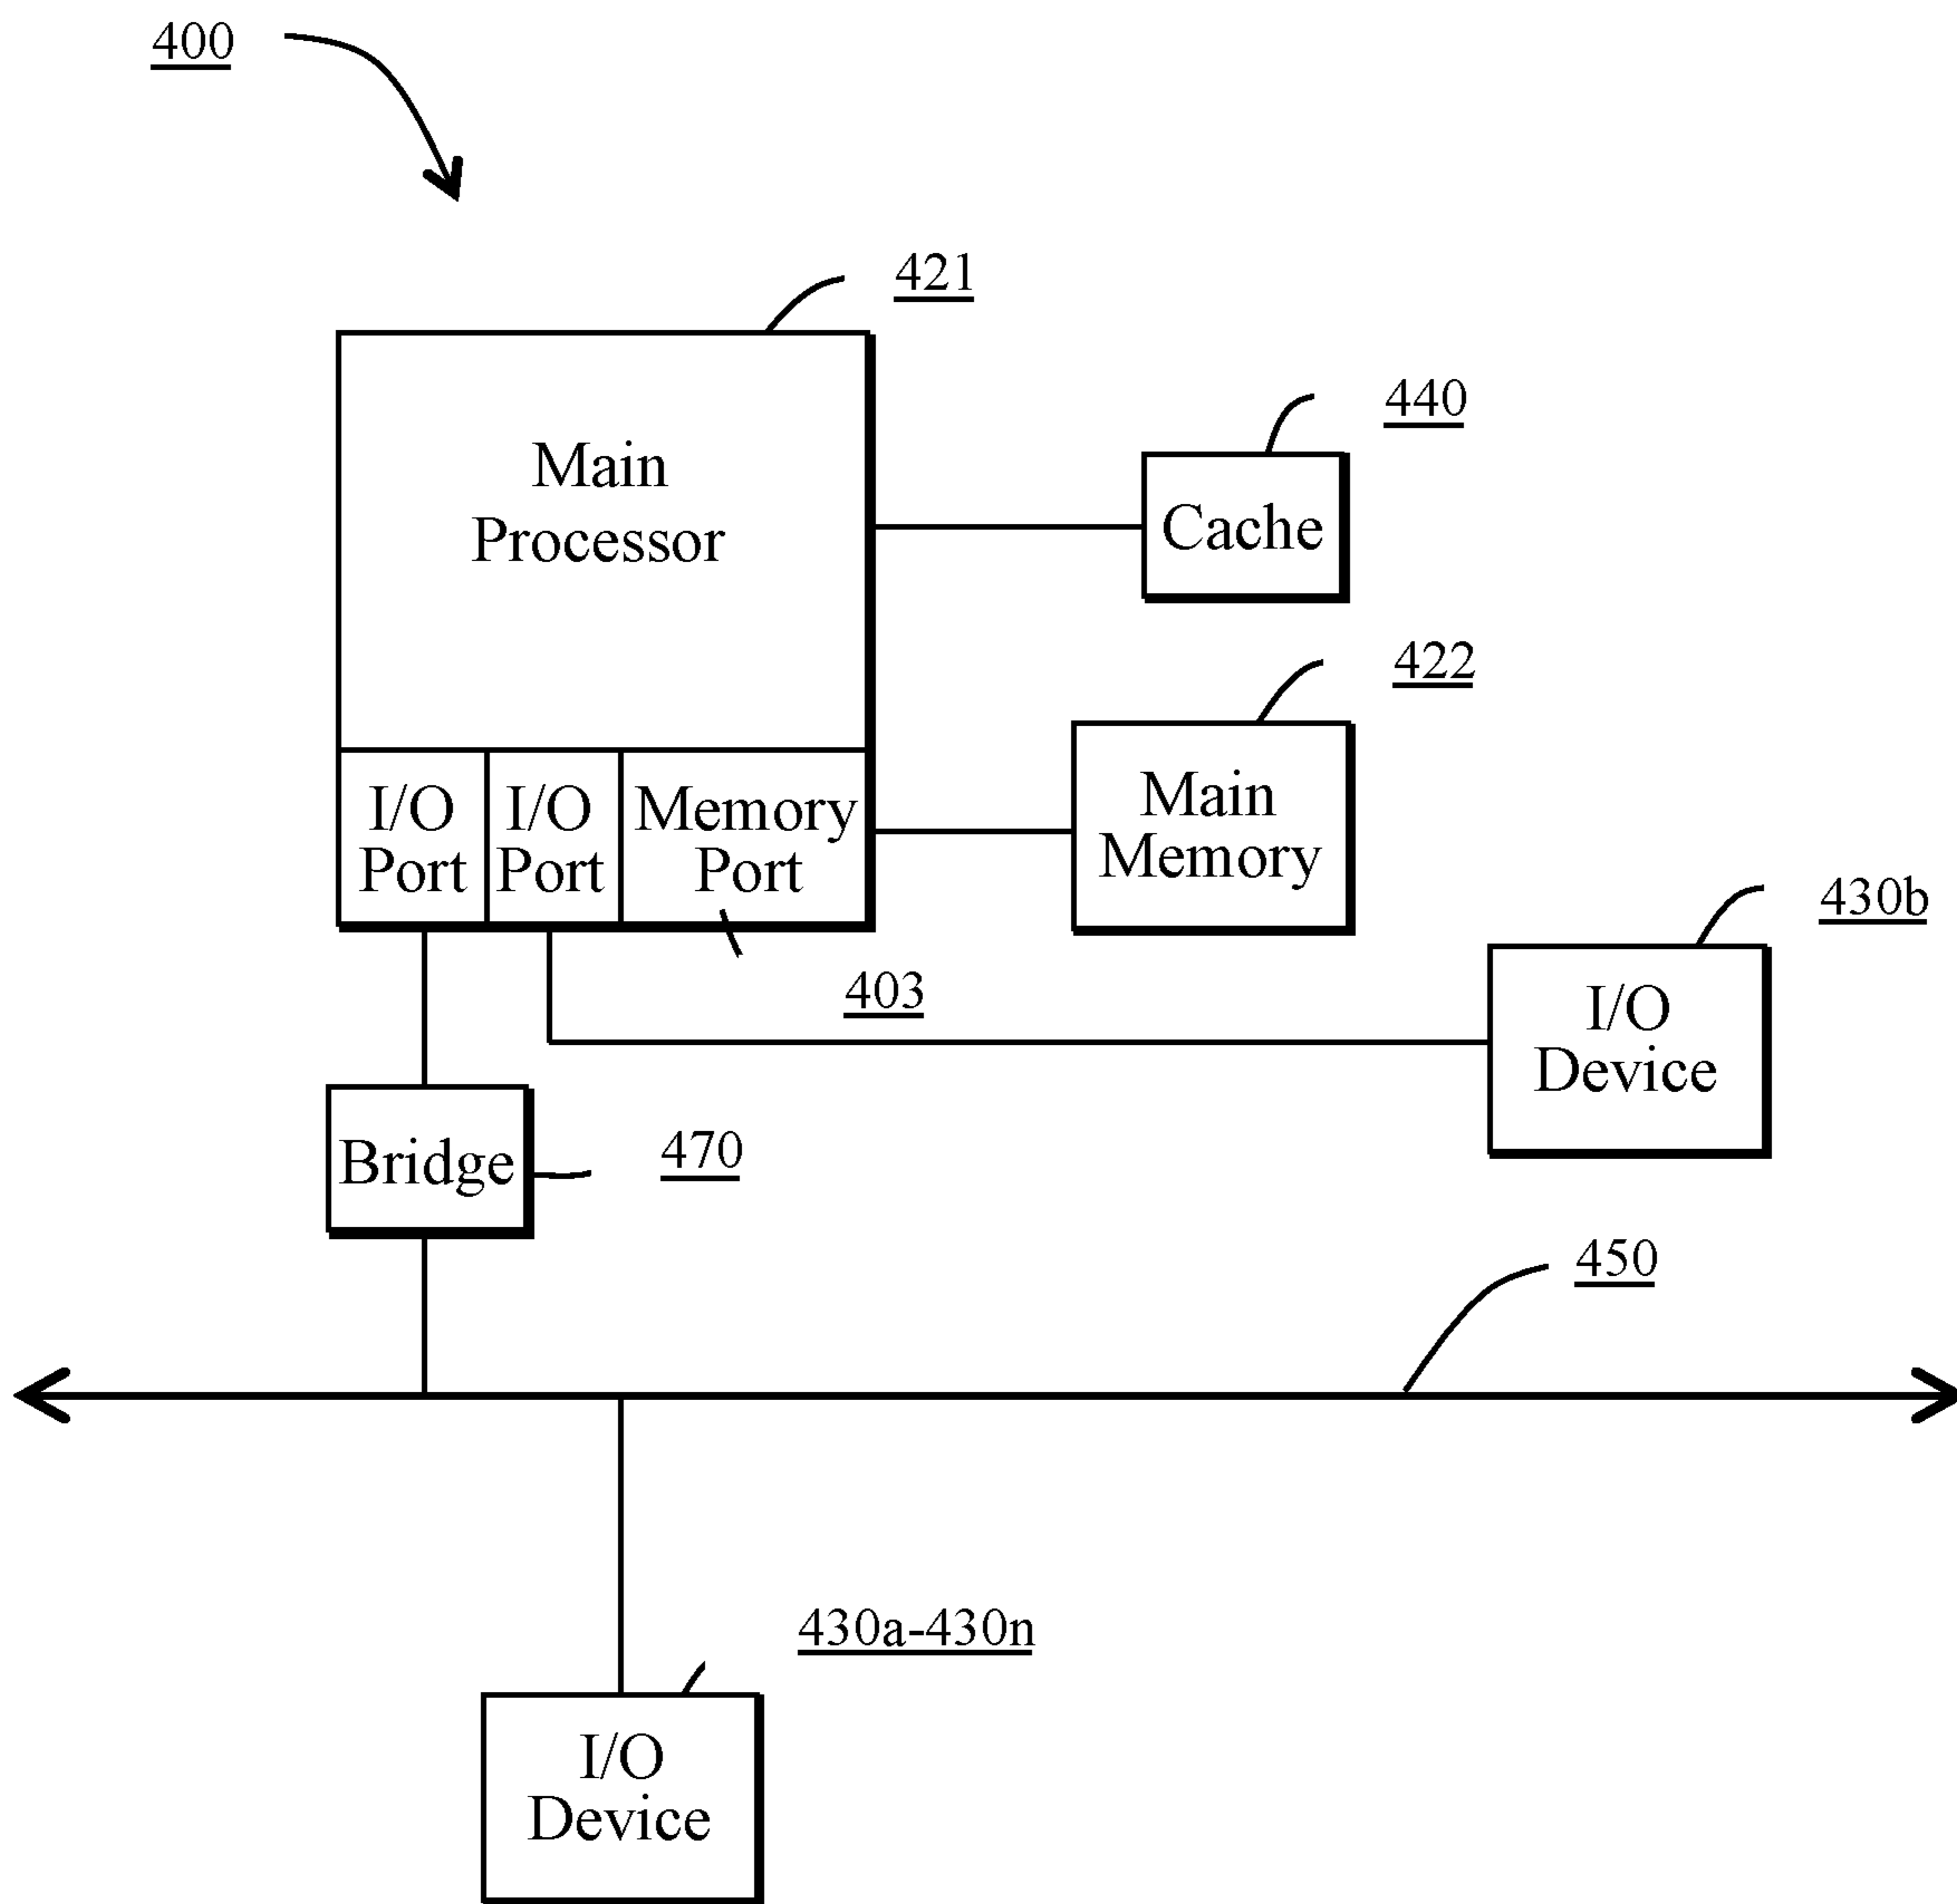 400
421
Main
Processor
440
Cache
422
Main
Memory
I/O
Port
I/O
Port
Memory
Port
403
430b
I/O
Device
Bridge
470
450
430a-430n
I/O
Device